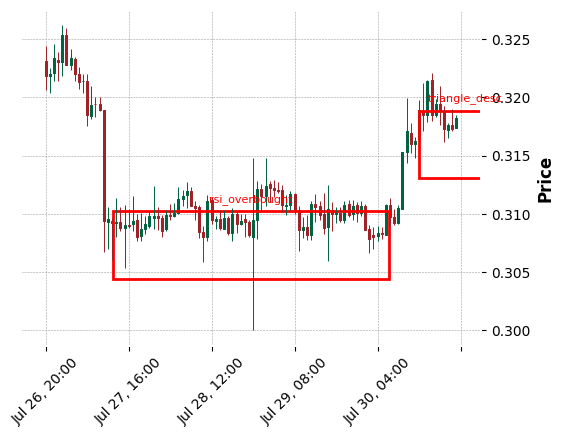 0.325
triangle_desc
0.320
0.315
Price
rsi_overbought
0.310
0.305
0.300
Jul 26, 20:00
Jul 27, 16:00
Jul 28, 12:00
Jul 29, 08:00
Jul 30, 04:00